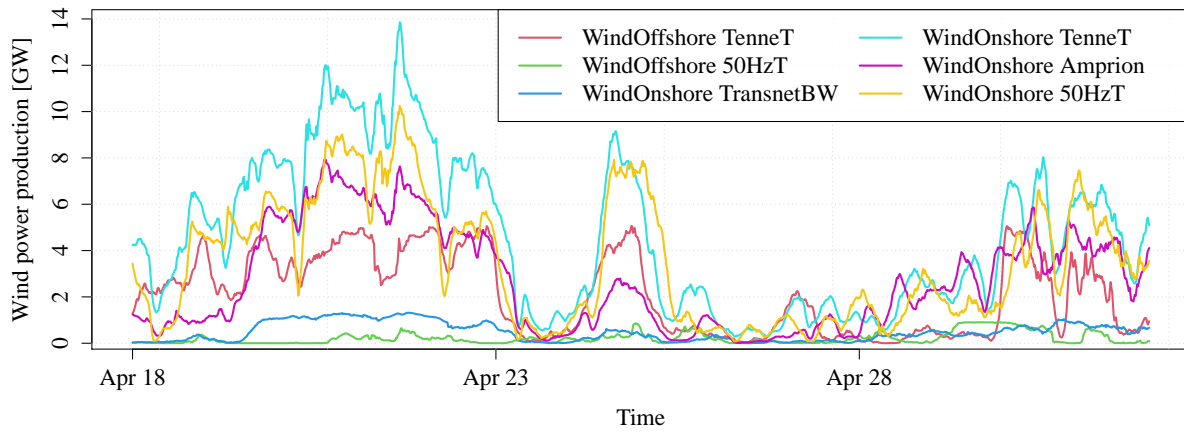 Wind power production [GW]
14
12
10
8
6
4
2
0
WindOffshore TenneT
WindOffshore 50HzT
WindOnshore TransnetBW
WindOnshore TenneT
WindOnshore Amprion
WindOnshore 50HzT
Apr 18
Apr 23
Apr 28
Time